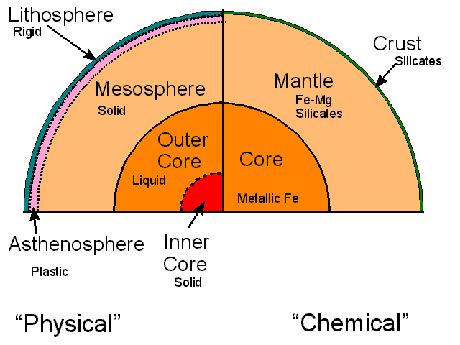 Lithosphere
Rigid
Crust
Silicates
Mesosphere
Solid
Mantle
Fe-Mg
Silicales
Outer
Core
Liquid
Core
Metallic Fe
Asthenosphere
Plastic
Inner
Core
Solid
“Physical”
“Chemical”